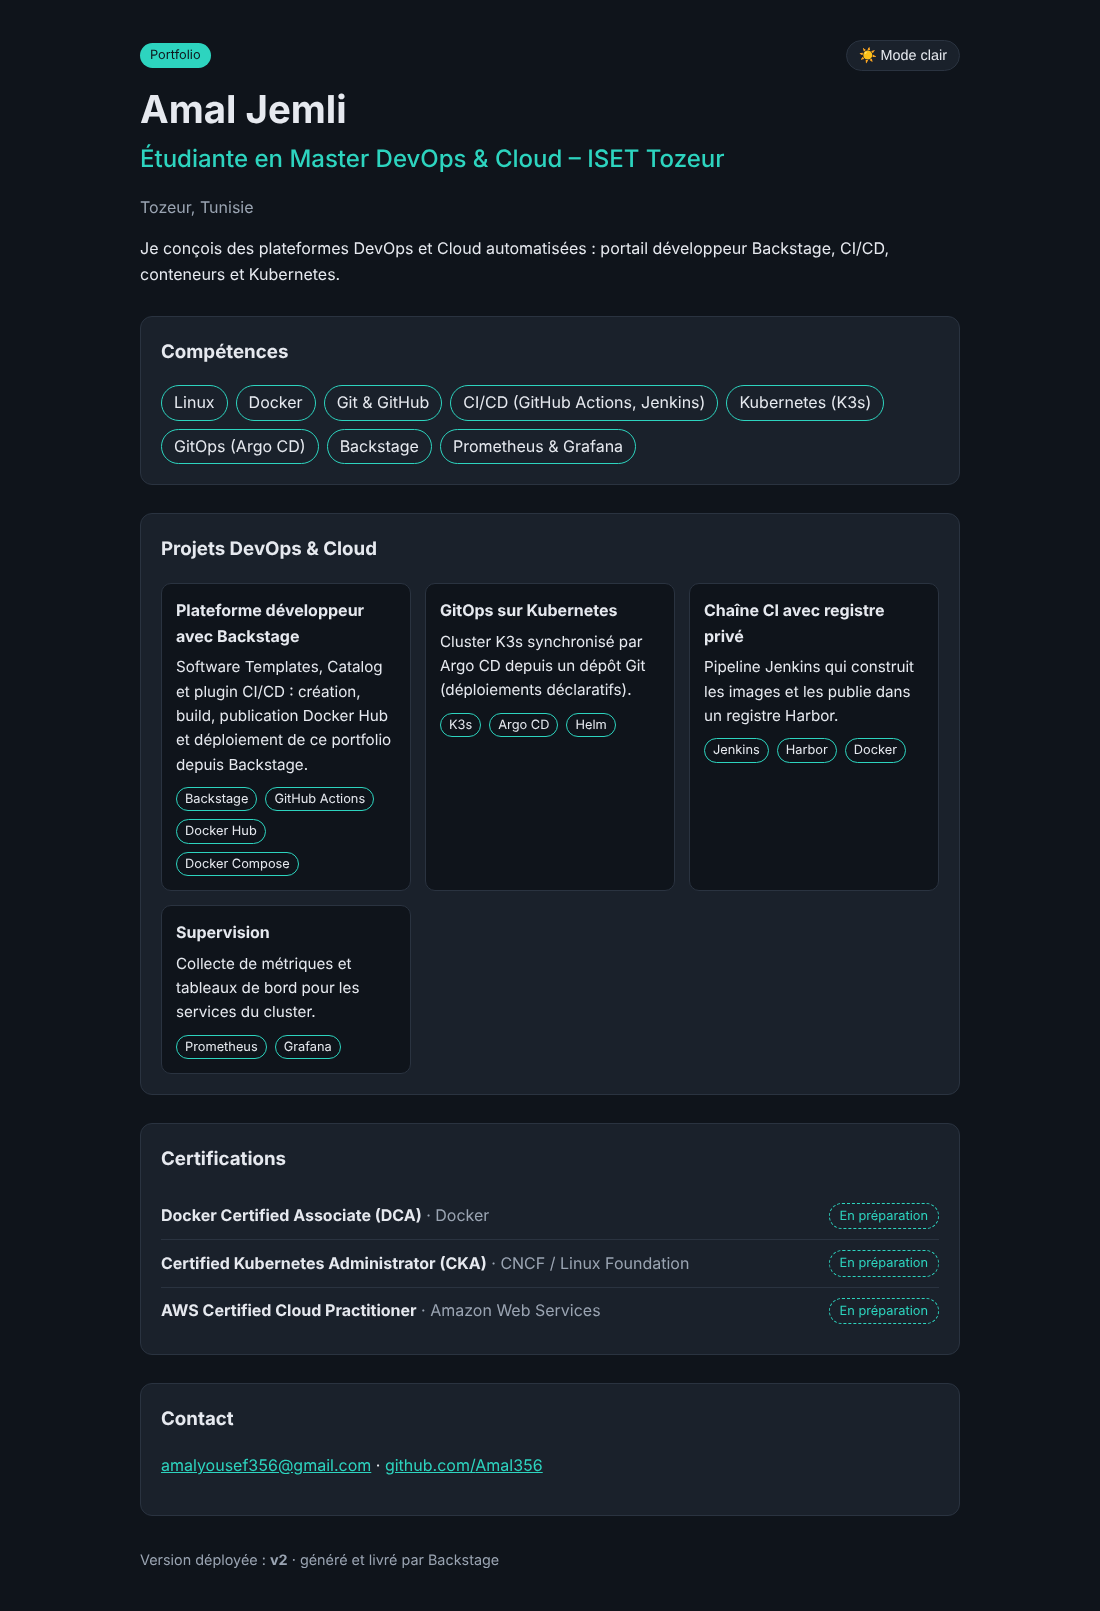 Portfolio
☀️ Mode clair
Amal Jemli
Étudiante en Master DevOps & Cloud – ISET Tozeur
Tozeur, Tunisie
Je conçois des plateformes DevOps et Cloud automatisées : portail développeur Backstage, CI/CD,
conteneurs et Kubernetes.
Compétences
Linux
Docker
Git & GitHub
CI/CD (GitHub Actions, Jenkins)
Kubernetes (K3s)
GitOps (Argo CD)
Backstage
Prometheus & Grafana
Projets DevOps & Cloud
Plateforme développeur
avec Backstage
Software Templates, Catalog
et plugin CI/CD : création,
build, publication Docker Hub
et déploiement de ce portfolio
depuis Backstage.
Backstage
GitHub Actions
Docker Hub
Docker Compose
GitOps sur Kubernetes
Cluster K3s synchronisé par
Argo CD depuis un dépôt Git
(déploiements déclaratifs).
K3s
Argo CD
Helm
Chaîne CI avec registre
privé
Pipeline Jenkins qui construit
les images et les publie dans
un registre Harbor.
Jenkins
Harbor
Docker
Supervision
Collecte de métriques et
tableaux de bord pour les
services du cluster.
Prometheus
Grafana
Certifications
Docker Certified Associate (DCA) · Docker
En préparation
Certified Kubernetes Administrator (CKA) · CNCF / Linux Foundation
En préparation
AWS Certified Cloud Practitioner · Amazon Web Services
En préparation
Contact
amalyousef356@gmail.com · github.com/Amal356
Version déployée : v2 · généré et livré par Backstage